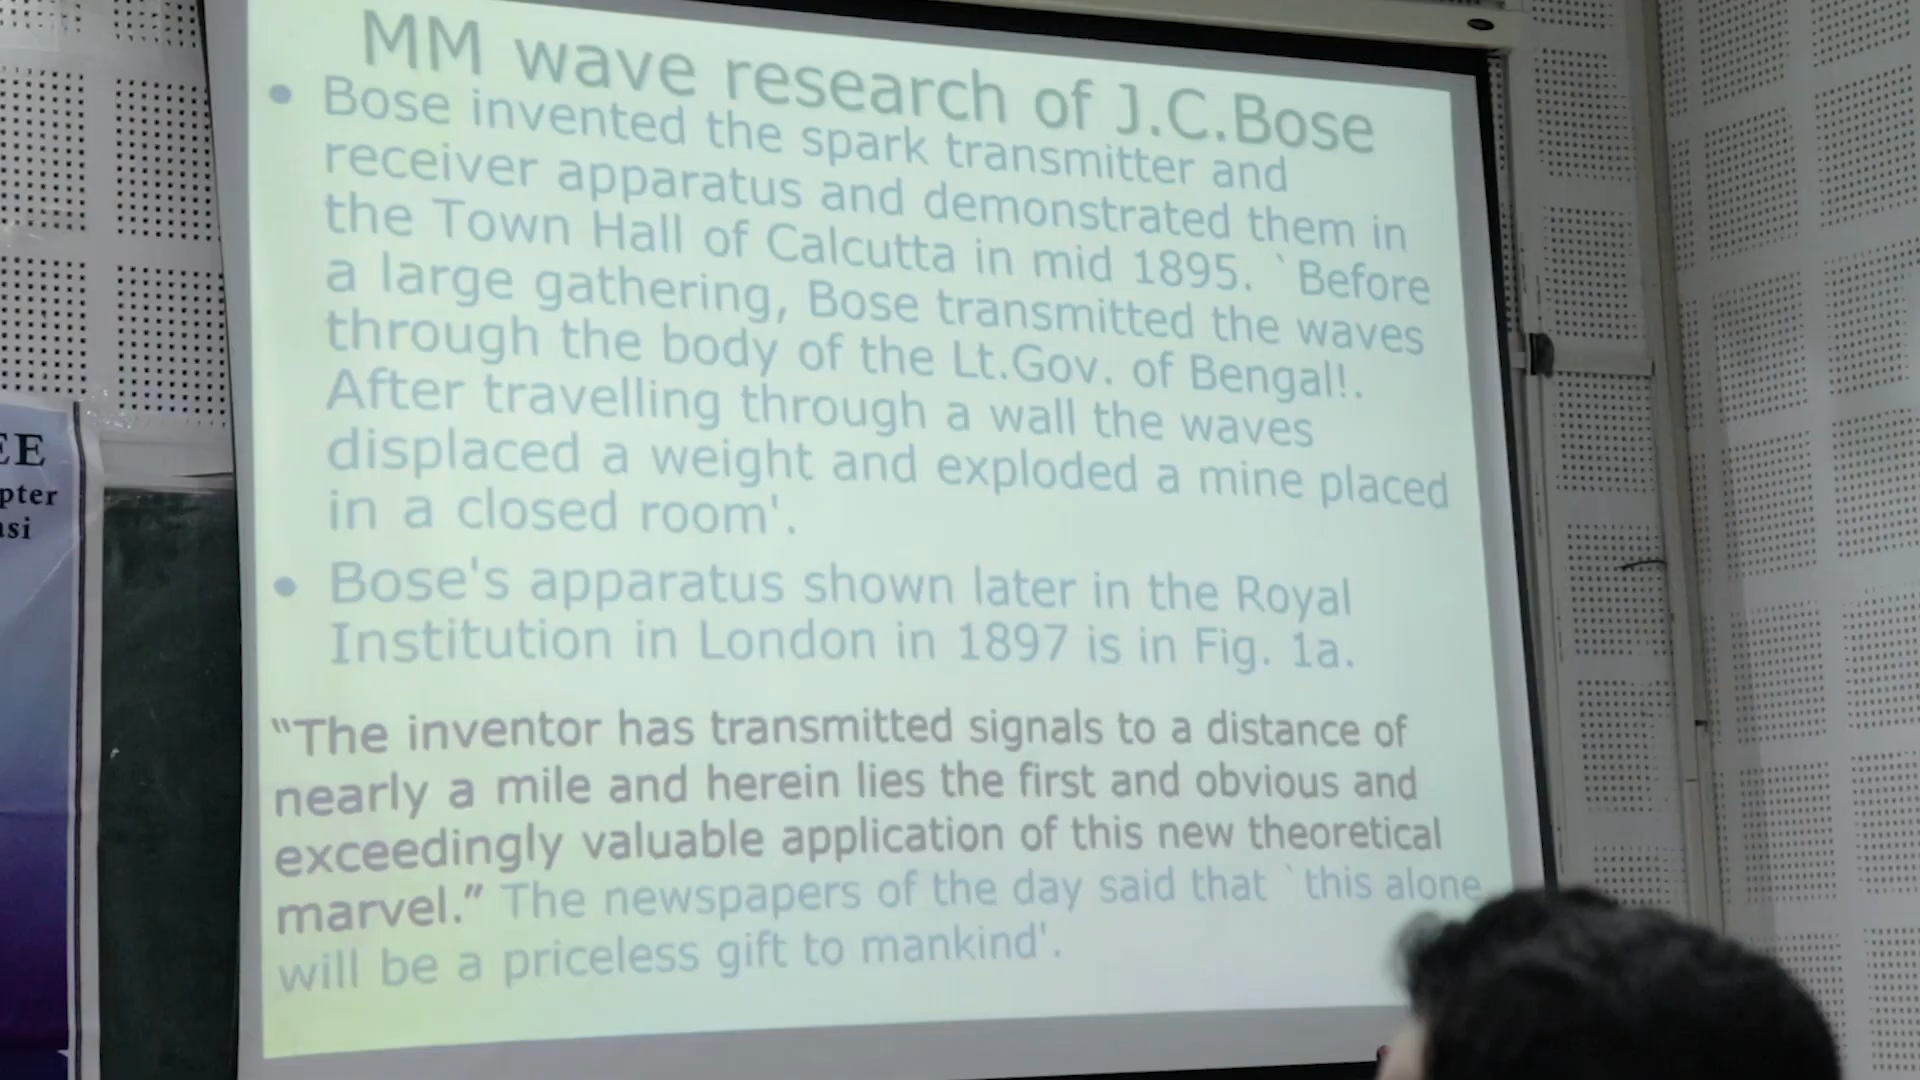 MM wave research of J.C.Bose
• Bose invented the spark transmitter and
receiver apparatus and demonstrated them in
the Town Hall of Calcutta in mid 1895. `Before
a large gathering, Bose transmitted the waves
through the body of the Lt.Gov. of Bengal!.
After travelling through a wall the waves
displaced a weight and exploded a mine placed
in a closed room'.
• Bose's apparatus shown later in the Royal
Institution in London in 1897 is in Fig. 1a.
“The inventor has transmitted signals to a distance of
nearly a mile and herein lies the first and obvious and
exceedingly valuable application of this new theoretical
marvel.” The newspapers of the day said that `this alone
will be a priceless gift to mankind'.